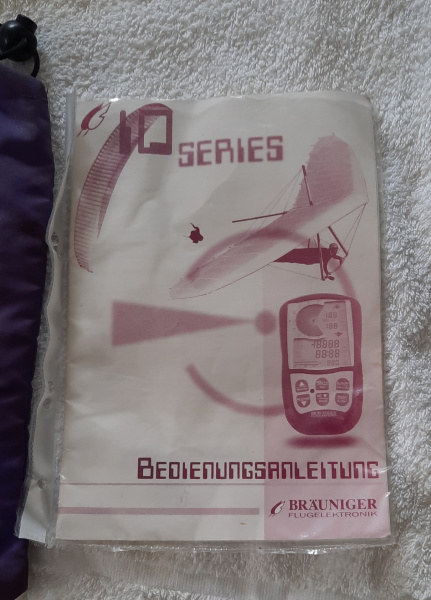 IQ SERIES
BEDIENUNGSANLEITUNG
BRÄUNIGER
FLUGELEKTRONIK